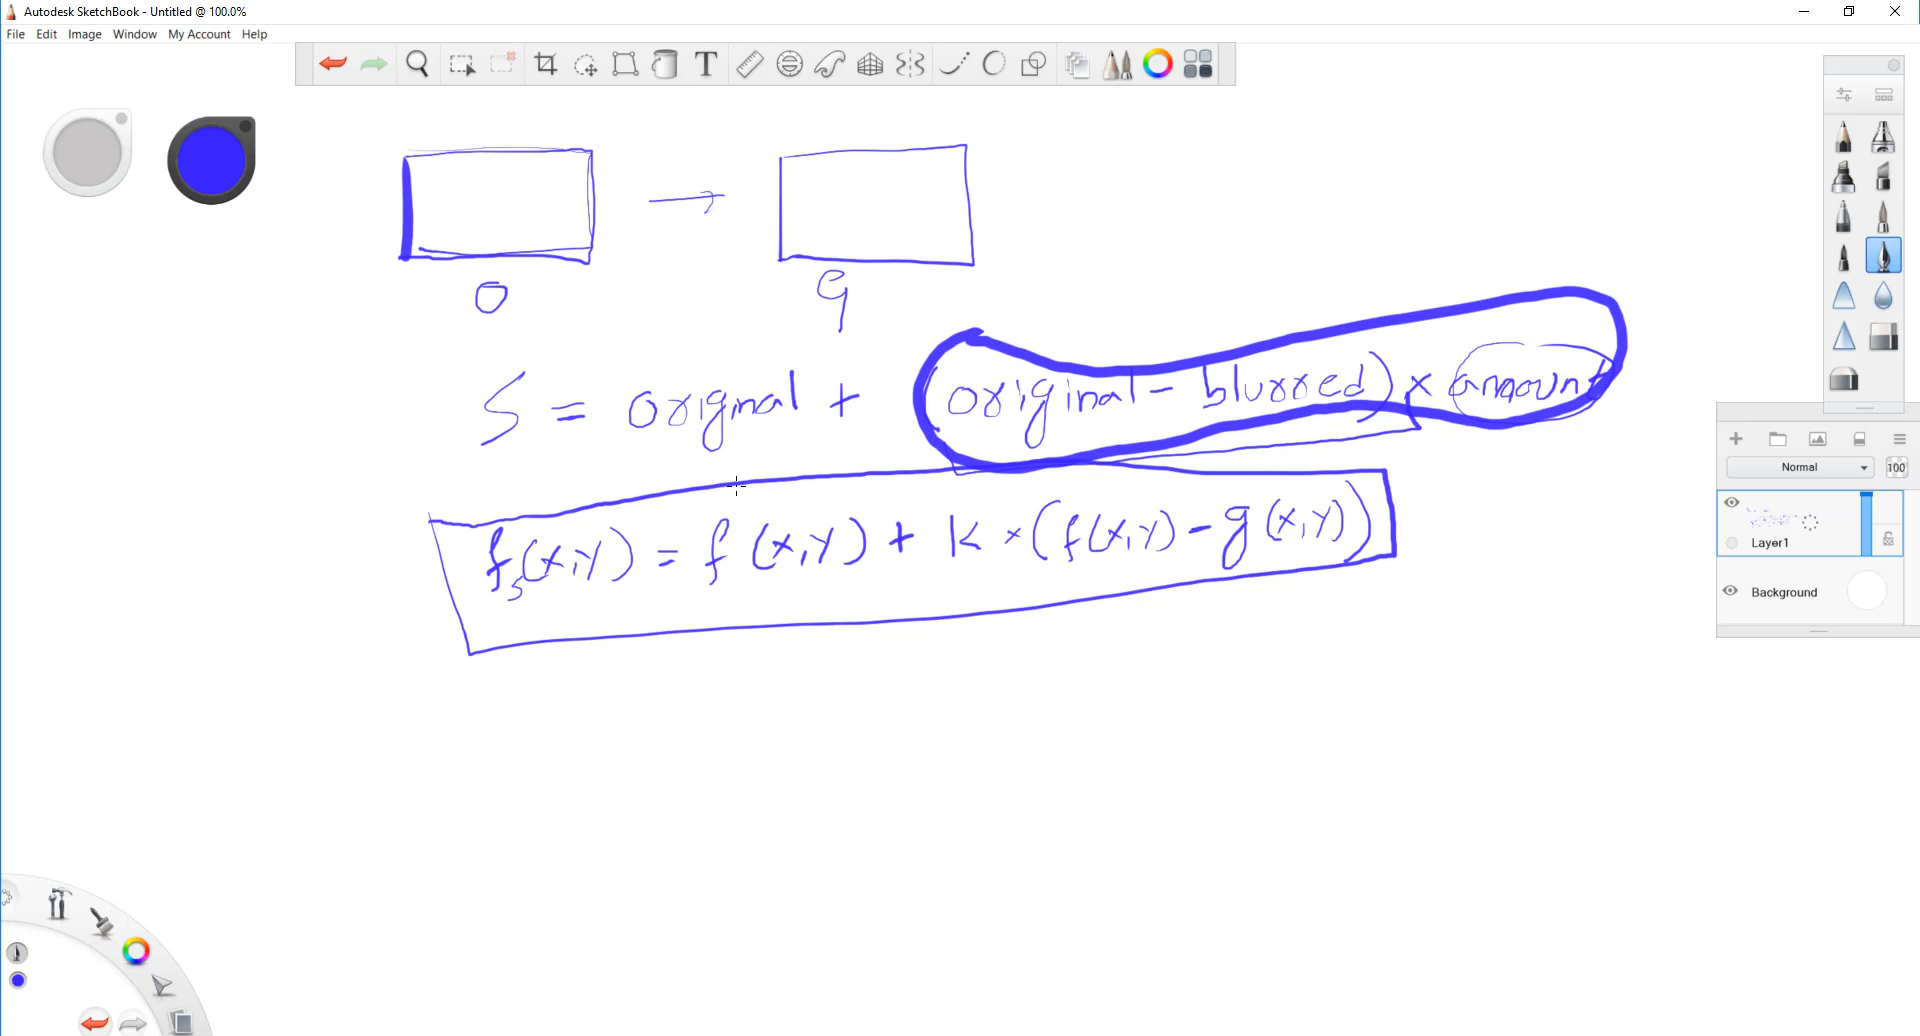 Autodesk SketchBook - Untitled @ 100.0%
File Edit Image Window My Account Help
T
O
g
S = original + (original - blurred) × amount
fs(x,y) = f(x,y) + k × (f(x,y) - g(x,y))
Normal 100
Layer1
Background